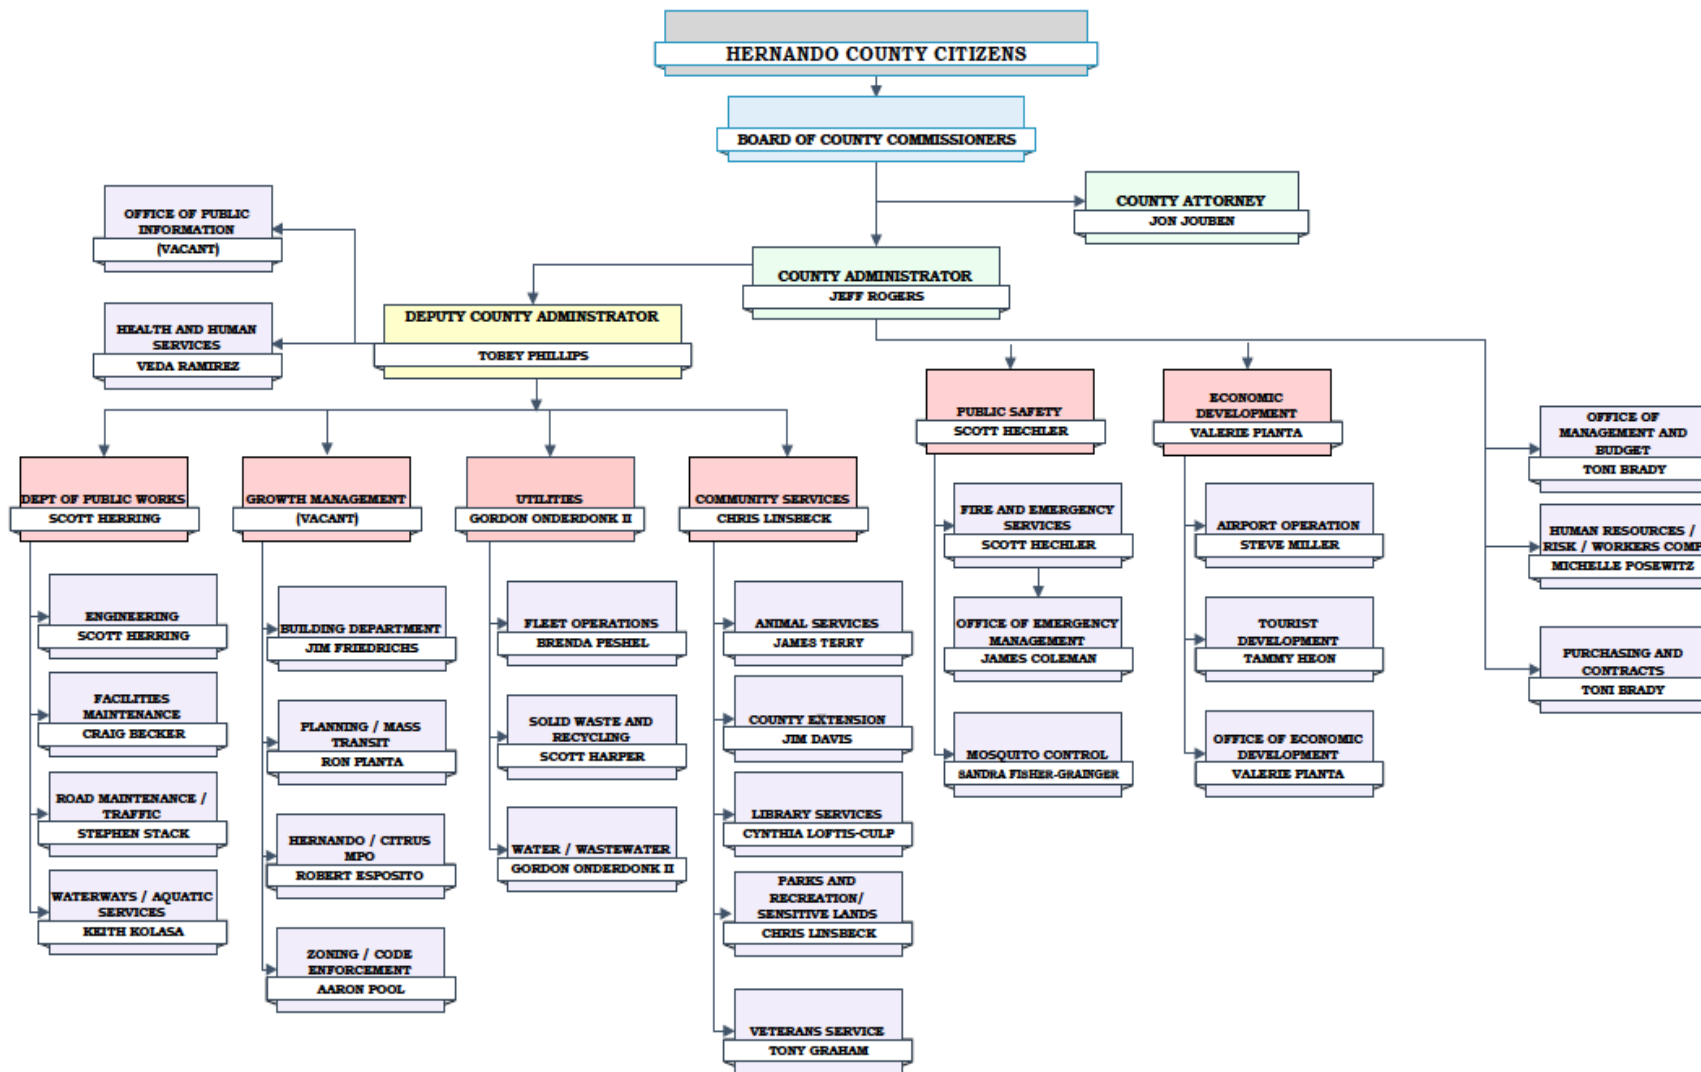 HERNANDO COUNTY CITIZENS
BOARD OF COUNTY COMMISSIONERS
COUNTY ATTORNEY
JON JOUBEN
OFFICE OF PUBLIC
INFORMATION
(VACANT)
COUNTY ADMINISTRATOR
JEFF ROGERS
DEPUTY COUNTY ADMINSTRATOR
TOBEY PHILLIPS
HEALTH AND HUMAN
SERVICES
VEDA RAMIREZ
PUBLIC SAFETY
SCOTT HECHLER
ECONOMIC
DEVELOPMENT
VALERIE PIANTA
OFFICE OF
MANAGEMENT AND
BUDGET
TONI BRADY
HUMAN RESOURCES /
RISK / WORKERS COMP
MICHELLE POSEWITZ
PURCHASING AND
CONTRACTS
TONI BRADY
DEPT OF PUBLIC WORKS
SCOTT HERRING
GROWTH MANAGEMENT
(VACANT)
UTILITIES
GORDON ONDERDONK II
COMMUNITY SERVICES
CHRIS LINSBECK
ENGINEERING
SCOTT HERRING
FACILITIES
MAINTENANCE
CRAIG BECKER
ROAD MAINTENANCE /
TRAFFIC
STEPHEN STACK
WATERWAYS / AQUATIC
SERVICES
KEITH KOLASA
BUILDING DEPARTMENT
JIM FRIEDRICHS
PLANNING / MASS
TRANSIT
RON PIANTA
HERNANDO / CITRUS
MPO
ROBERT ESPOSITO
ZONING / CODE
ENFORCEMENT
AARON POOL
FLEET OPERATIONS
BRENDA PESHEL
SOLID WASTE AND
RECYCLING
SCOTT HARPER
WATER / WASTEWATER
GORDON ONDERDONK II
ANIMAL SERVICES
JAMES TERRY
COUNTY EXTENSION
JIM DAVIS
LIBRARY SERVICES
CYNTHIA LOFTIS-CULP
PARKS AND
RECREATION/
SENSITIVE LANDS
CHRIS LINSBECK
VETERANS SERVICE
TONY GRAHAM
FIRE AND EMERGENCY
SERVICES
SCOTT HECHLER
OFFICE OF EMERGENCY
MANAGEMENT
JAMES COLEMAN
MOSQUITO CONTROL
SANDRA FISHER-GRAINGER
AIRPORT OPERATION
STEVE MILLER
TOURIST
DEVELOPMENT
TAMMY HEON
OFFICE OF ECONOMIC
DEVELOPMENT
VALERIE PIANTA